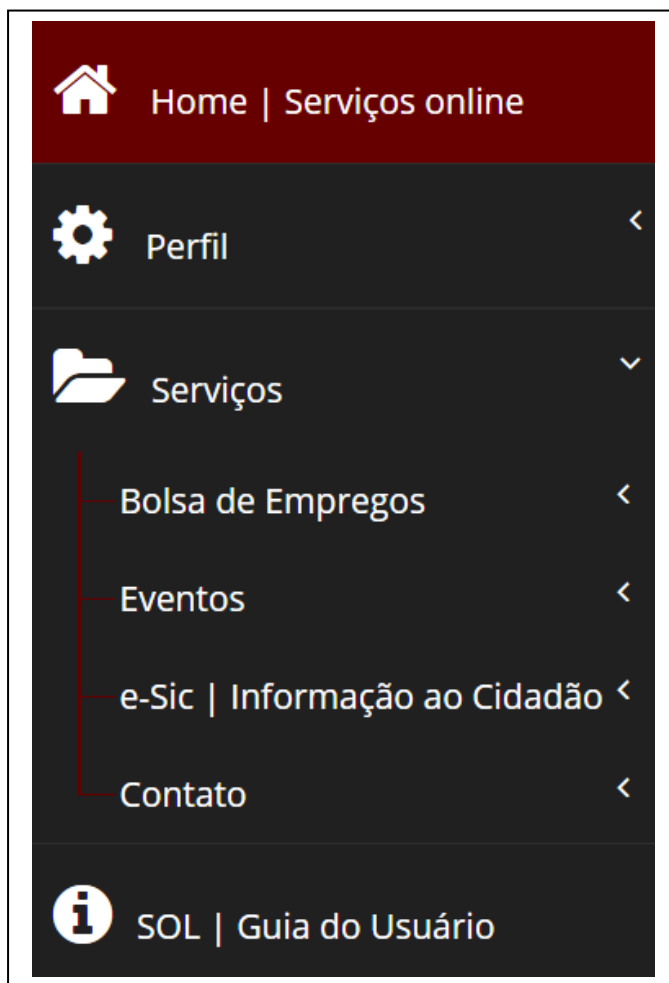 Home | Serviços online
Perfil
Serviços
Bolsa de Empregos
Eventos
e-Sic | Informação ao Cidadão
Contato
SOL | Guia do Usuário